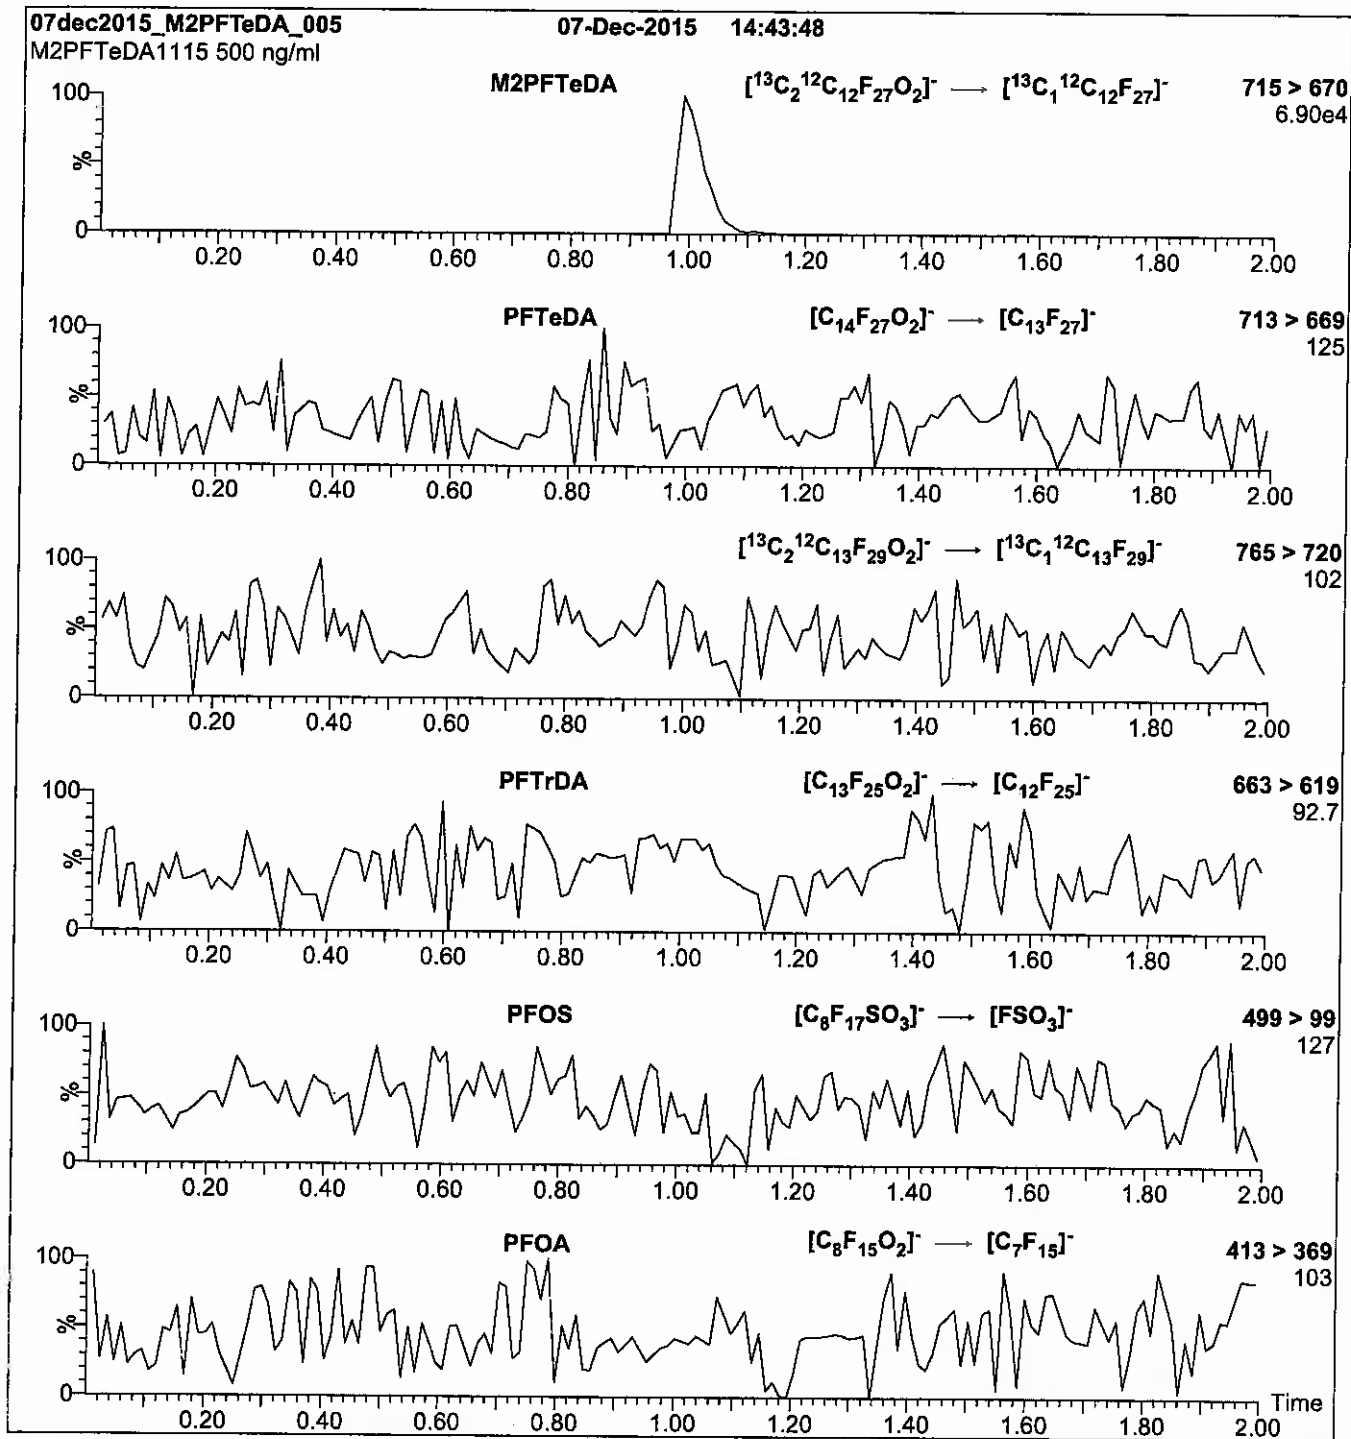 07dec2015_M2PFTeDA_005 07-Dec-2015 14:43:48
M2PFTeDA1115 500 ng/ml
M2PFTeDA [¹³C₂¹²C₁₂F₂₇O₂]⁻ → [¹³C₁¹²C₁₂F₂₇]⁻ 715 > 670
6.90e4
100
%
0
0.20 0.40 0.60 0.80 1.00 1.20 1.40 1.60 1.80 2.00
PFTeDA [C₁₄F₂₇O₂]⁻ → [C₁₃F₂₇]⁻ 713 > 669
125
100
%
0
0.20 0.40 0.60 0.80 1.00 1.20 1.40 1.60 1.80 2.00
[¹³C₂¹²C₁₃F₂₉O₂]⁻ → [¹³C₁¹²C₁₃F₂₉]⁻ 765 > 720
102
100
%
0
0.20 0.40 0.60 0.80 1.00 1.20 1.40 1.60 1.80 2.00
PFTrDA [C₁₃F₂₅O₂]⁻ → [C₁₂F₂₅]⁻ 663 > 619
92.7
100
%
0
0.20 0.40 0.60 0.80 1.00 1.20 1.40 1.60 1.80 2.00
PFOS [C₈F₁₇SO₃]⁻ → [FSO₃]⁻ 499 > 99
127
100
%
0
0.20 0.40 0.60 0.80 1.00 1.20 1.40 1.60 1.80 2.00
PFOA [C₈F₁₅O₂]⁻ → [C₇F₁₅]⁻ 413 > 369
103
100
%
0
Time
0.20 0.40 0.60 0.80 1.00 1.20 1.40 1.60 1.80 2.00